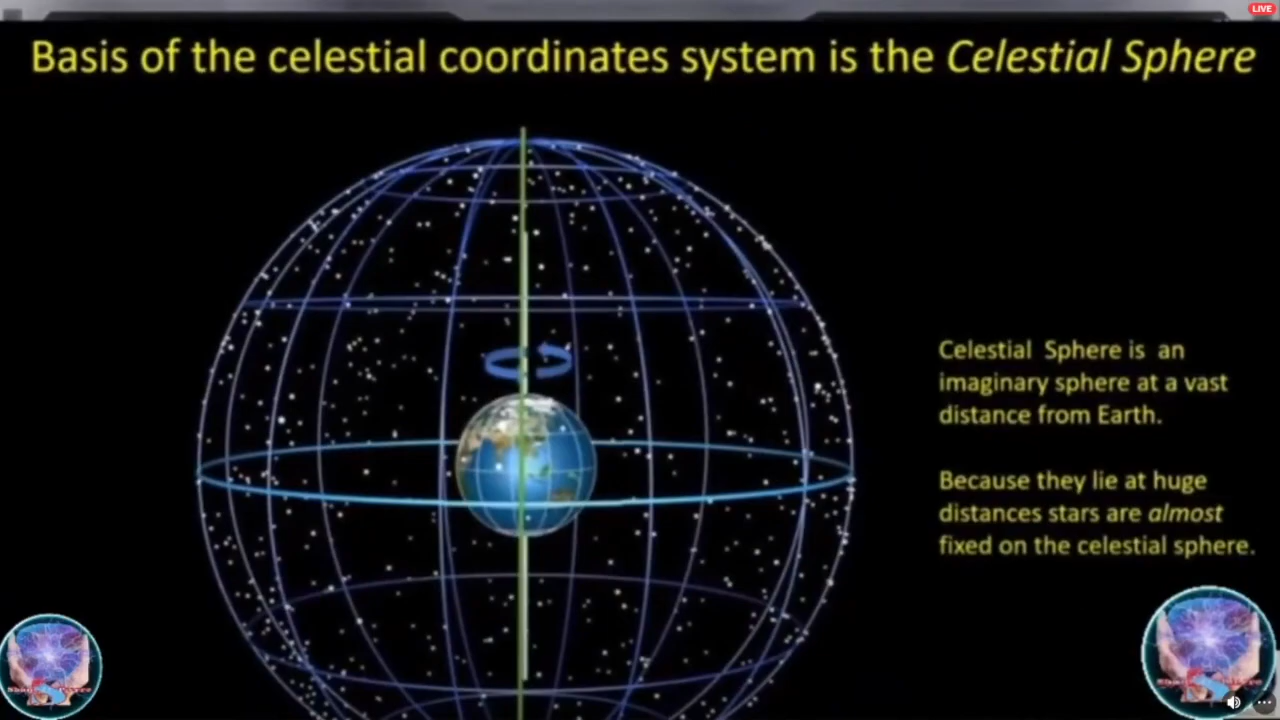 LIVE
Basis of the celestial coordinates system is the Celestial Sphere
Celestial Sphere is an
imaginary sphere at a vast
distance from Earth.
Because they lie at huge
distances stars are almost
fixed on the celestial sphere.